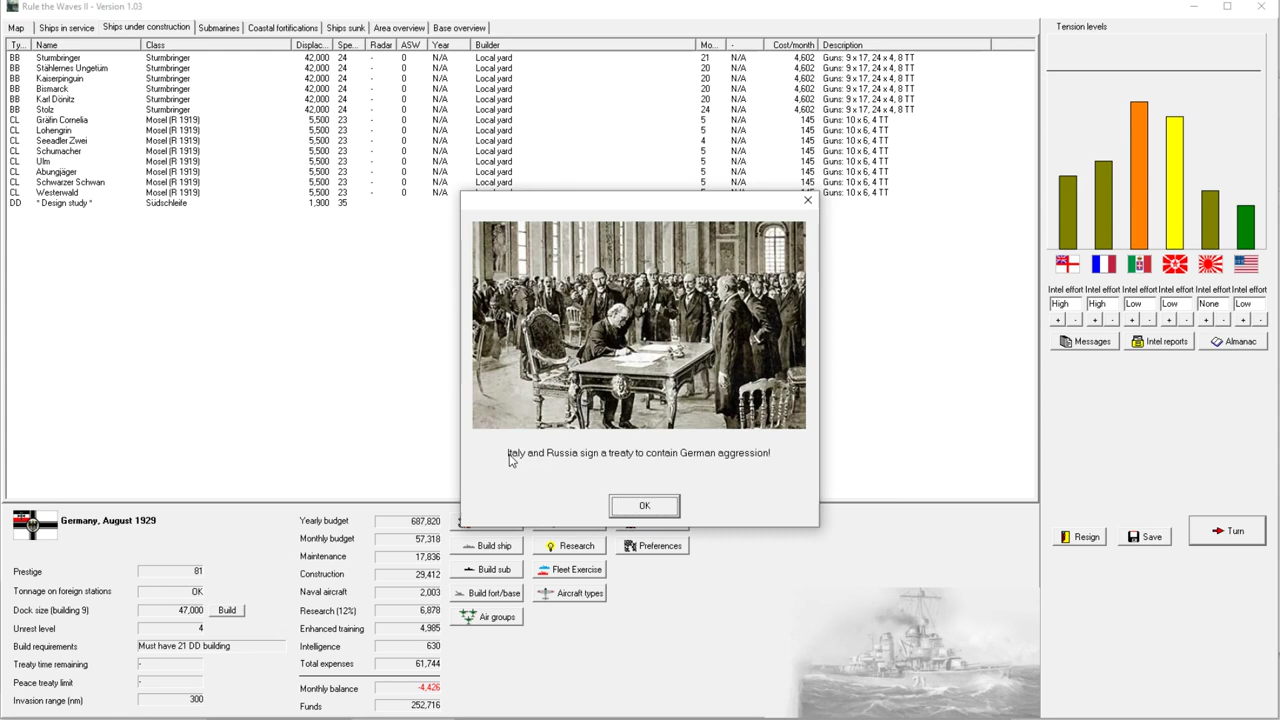 Rule the Waves II - Version 1.03
Map Ships in service Ships under construction Submarines Coastal fortifications Ships sunk Area overview Base overview
Ty... Name Class Displac... Spe... Radar ASW Year Builder Mo... - Cost/month Description
BB Sturmbringer Sturmbringer 42,000 24 - 0 N/A Local yard 21 N/A 4,602 Guns: 9 x 17, 24 x 4, 8 TT
BB Stählernes Ungetüm Sturmbringer 42,000 24 - 0 N/A Local yard 20 N/A 4,602 Guns: 9 x 17, 24 x 4, 8 TT
BB Kaiserpinguin Sturmbringer 42,000 24 - 0 N/A Local yard 20 N/A 4,602 Guns: 9 x 17, 24 x 4, 8 TT
BB Bismarck Sturmbringer 42,000 24 - 0 N/A Local yard 20 N/A 4,602 Guns: 9 x 17, 24 x 4, 8 TT
BB Karl Dönitz Sturmbringer 42,000 24 - 0 N/A Local yard 20 N/A 4,602 Guns: 9 x 17, 24 x 4, 8 TT
BB Stolz Sturmbringer 42,000 24 - 0 N/A Local yard 24 N/A 4,602 Guns: 9 x 17, 24 x 4, 8 TT
CL Gräfin Cornelia Mosel (R 1919) 5,500 23 - 0 N/A Local yard 5 N/A 145 Guns: 10 x 6, 4 TT
CL Lohengrin Mosel (R 1919) 5,500 23 - 0 N/A Local yard 5 N/A 145 Guns: 10 x 6, 4 TT
CL Seeadler Zwei Mosel (R 1919) 5,500 23 - 0 N/A Local yard 4 N/A 145 Guns: 10 x 6, 4 TT
CL Schumacher Mosel (R 1919) 5,500 23 - 0 N/A Local yard 5 N/A 145 Guns: 10 x 6, 4 TT
CL Ulm Mosel (R 1919) 5,500 23 - 0 N/A Local yard 5 N/A 145 Guns: 10 x 6, 4 TT
CL Abungjäger Mosel (R 1919) 5,500 23 - 0 N/A Local yard 5 N/A 145 Guns: 10 x 6, 4 TT
CL Schwarzer Schwan Mosel (R 1919) 5,500 23 - 0 N/A Local yard 5 N/A 145 Guns: 10 x 6, 4 TT
CL Westerwald Mosel (R 1919) 5,500 23 - 0 N/A Local yard 5 N/A 145 Guns: 10 x 6, 4 TT
DD * Design study * Südschleife 1,900 35
Italy and Russia sign a treaty to contain German aggression!
OK
Tension levels
Intel effort Intel effort Intel effort Intel effort Intel effort Intel effort
High High Low Low None Low
+ - + - + - + - + - + -
Messages Intel reports Almanac
Resign Save Turn
Germany, August 1929
Prestige 81
Tonnage on foreign stations OK
Dock size (building 9) 47,000 Build
Unrest level 4
Build requirements Must have 21 DD building
Treaty time remaining -
Peace treaty limit -
Invasion range (nm) 300
Yearly budget 687,820
Monthly budget 57,318
Maintenance 17,836
Construction 29,412
Naval aircraft 2,003
Research (12%) 6,878
Enhanced training 4,985
Intelligence 630
Total expenses 61,744
Monthly balance -4,426
Funds 252,716
Build ship Research Preferences
Build sub Fleet Exercise
Build fort/base Aircraft types
Air groups